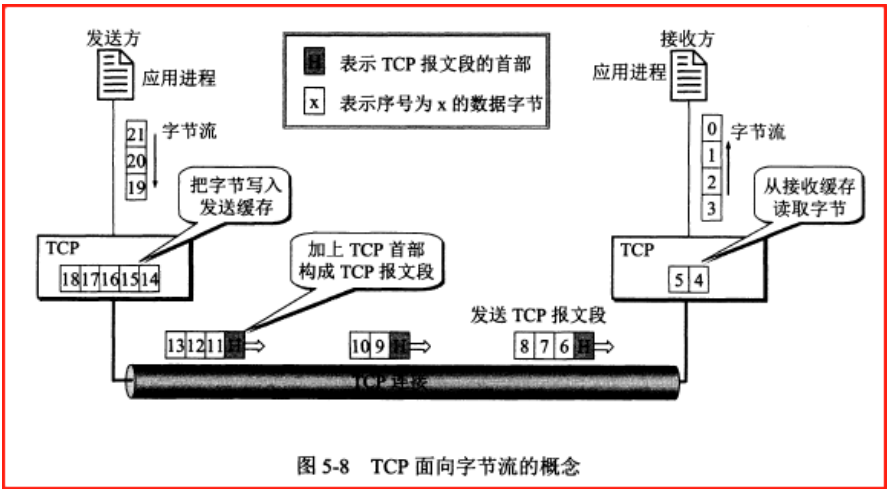 发送方
应用进程
H 表示 TCP 报文段的首部
x 表示序号为 x 的数据字节
接收方
应用进程
21
20
19
字节流
把字节写入
发送缓存
0
1
2
3
字节流
从接收缓存
读取字节
TCP
18 17 16 15 14
加上 TCP 首部
构成 TCP 报文段
TCP
5 4
发送 TCP 报文段
13 12 11 H
10 9 H
8 7 6 H
TCP 连接
图 5-8 TCP 面向字节流的概念